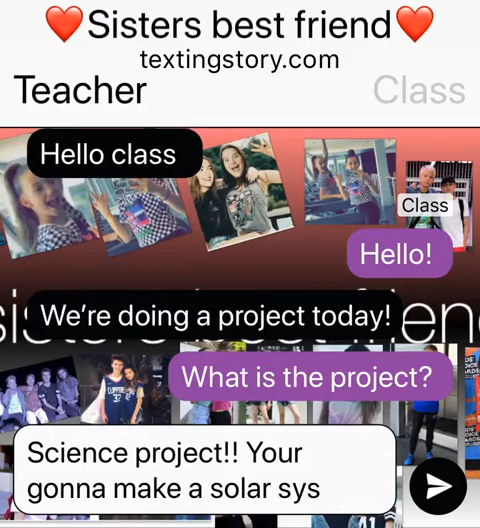 ❤️Sisters best friend❤️
textingstory.com
Teacher
Class
Hello class
Class
Hello!
We're doing a project today!
What is the project?
Science project!! Your
gonna make a solar sys